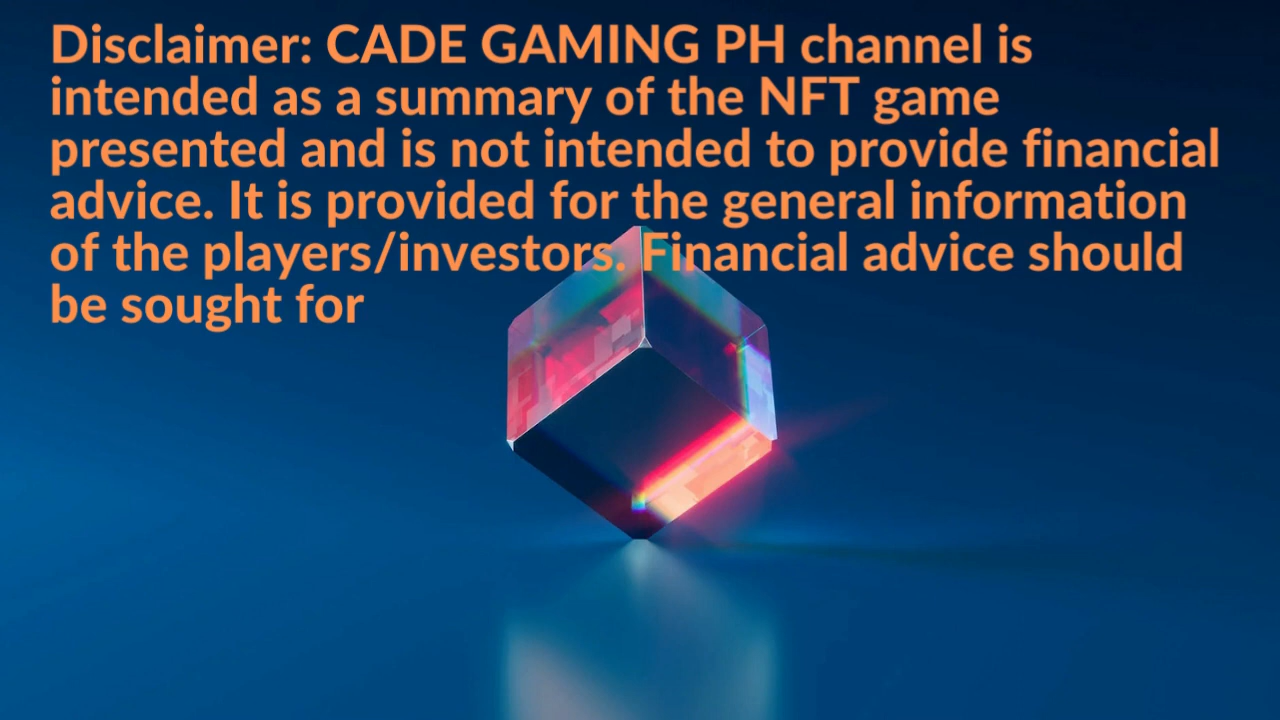 Disclaimer: CADE GAMING PH channel is
intended as a summary of the NFT game
presented and is not intended to provide financial
advice. It is provided for the general information
of the players/investors. Financial advice should
be sought for